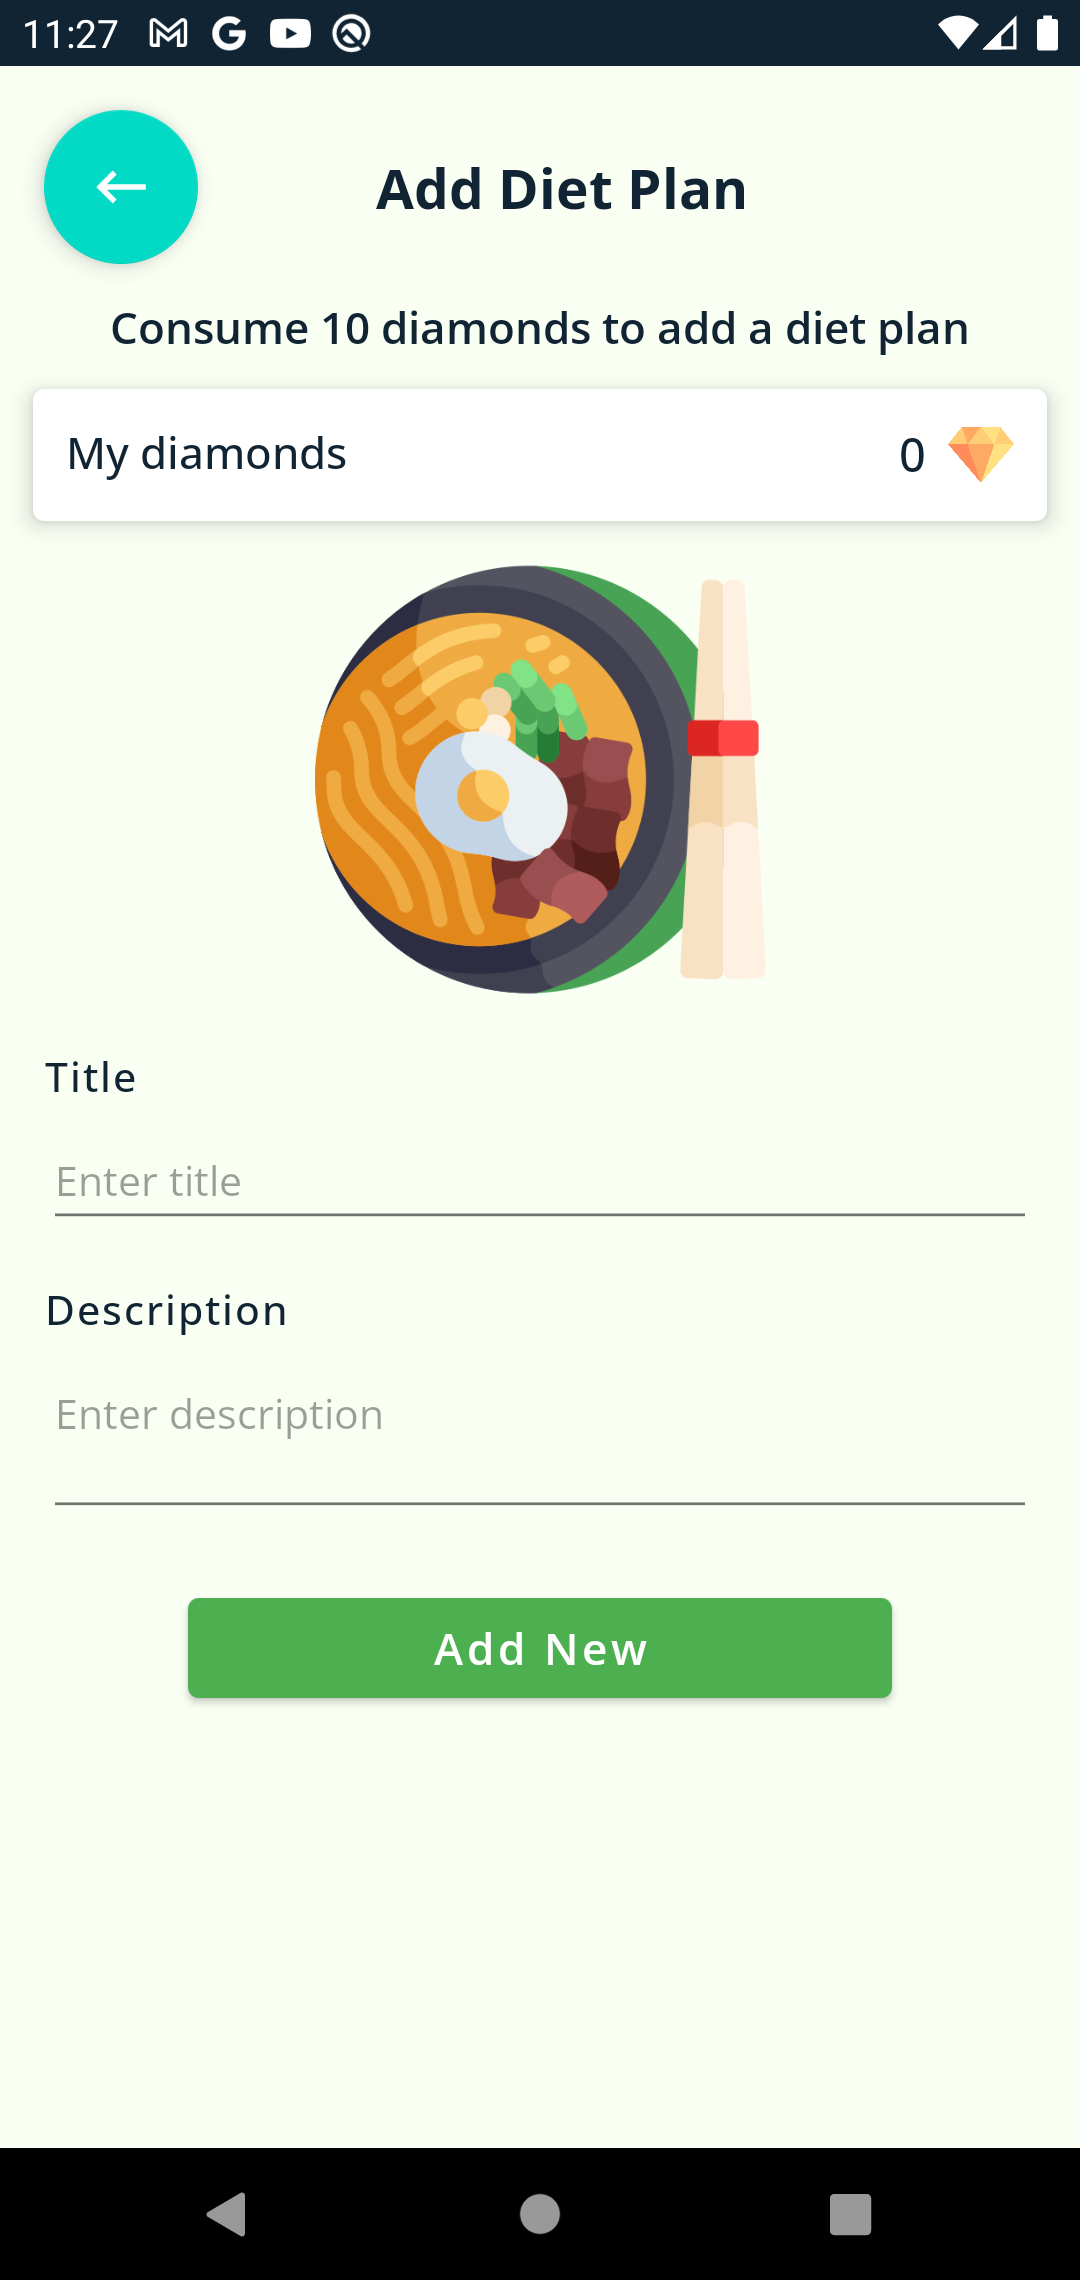 11:27
Add Diet Plan
Consume 10 diamonds to add a diet plan
My diamonds 0
Title
Enter title
Description
Enter description
Add New